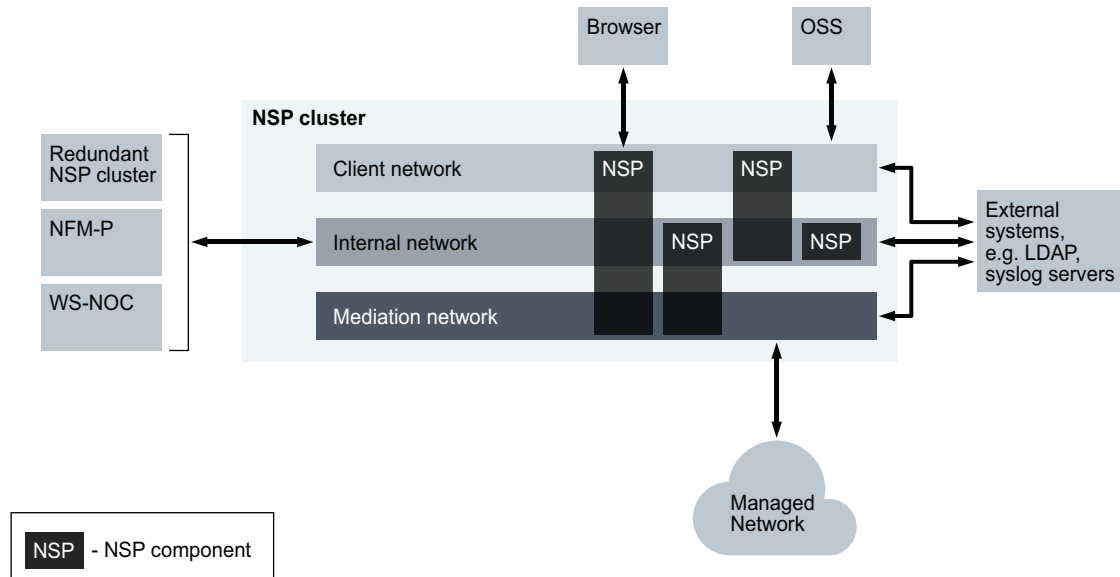 Browser
OSS
NSP cluster
Redundant
NSP cluster
NFM-P
WS-NOC
Client network
NSP
NSP
Internal network
NSP
NSP
Mediation network
External
systems,
e.g. LDAP,
syslog servers
Managed
Network
NSP - NSP component